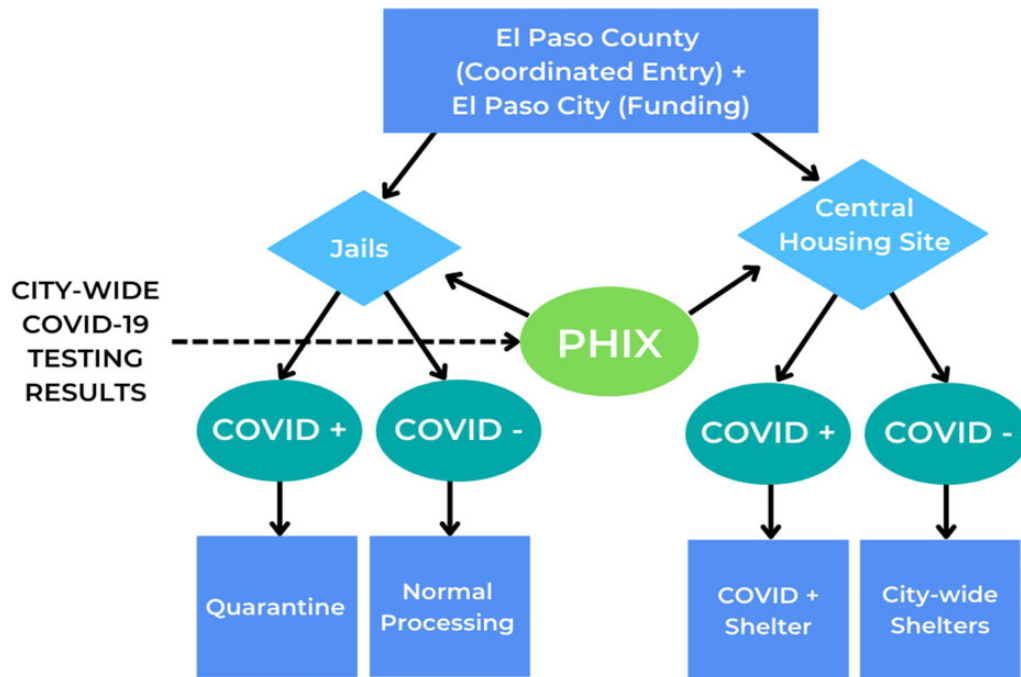 El Paso County
(Coordinated Entry) +
El Paso City (Funding)
Jails
Central
Housing Site
CITY-WIDE
COVID-19
TESTING
RESULTS
PHIX
COVID +
COVID -
COVID +
COVID -
Quarantine
Normal
Processing
COVID +
Shelter
City-wide
Shelters